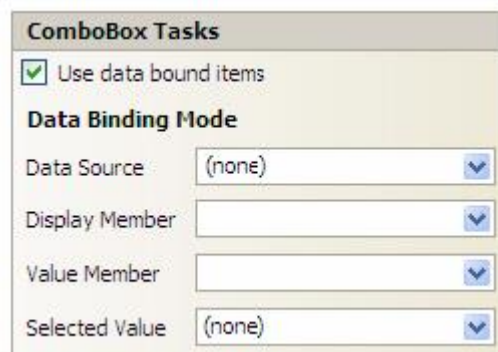 ComboBox Tasks
Use data bound items
Data Binding Mode
Data Source (none)
Display Member
Value Member
Selected Value (none)